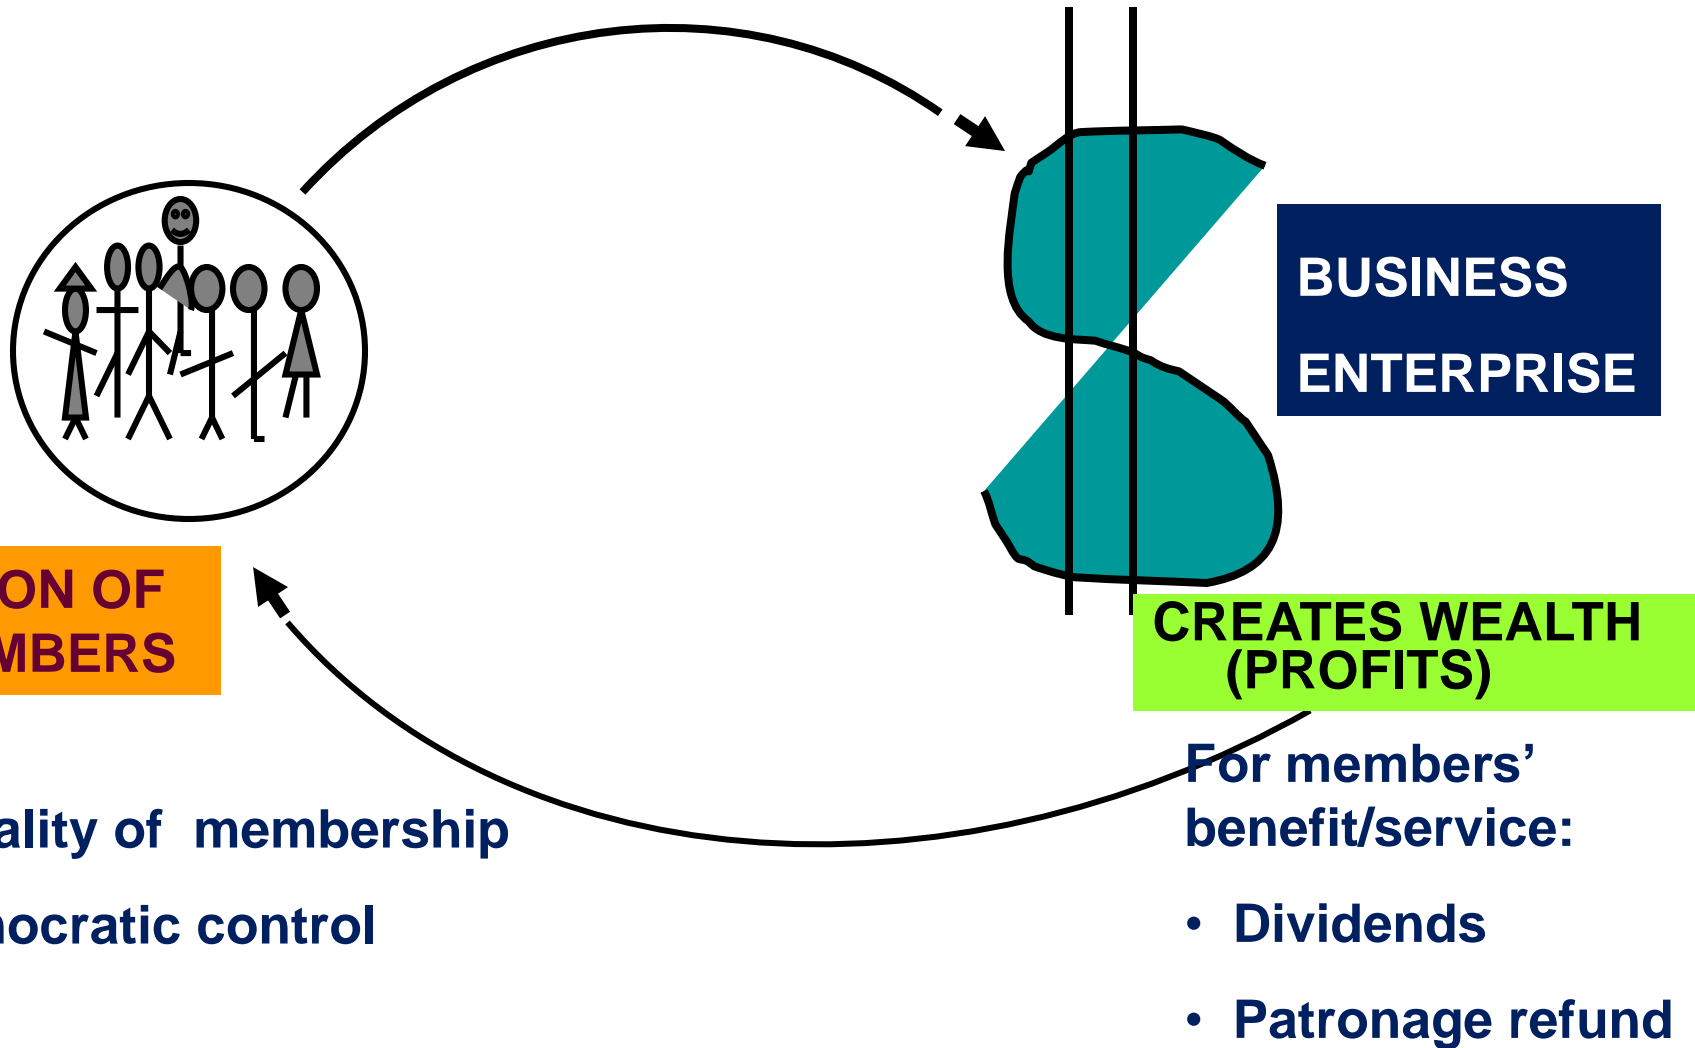 BUSINESS
ENTERPRISE
ON OF
MBERS
CREATES WEALTH
(PROFITS)
For members’
benefit/service:
ality of membership
nocratic control
• Dividends
• Patronage refund